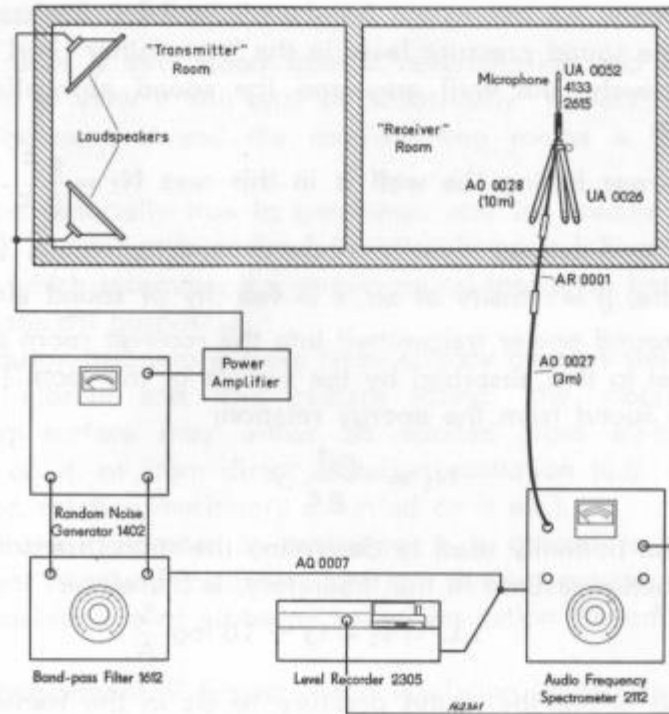 "Transmitter"
Room
Loudspeakers
"Receiver"
Room
Microphone
UA 0052
4133
2615
AO 0028
(10m)
UA 0026
AR 0001
AO 0027
(3m)
Power
Amplifier
Random Noise
Generator 1402
AQ 0007
Band-pass Filter 1612
Level Recorder 2305
Audio Frequency
Spectrometer 2112